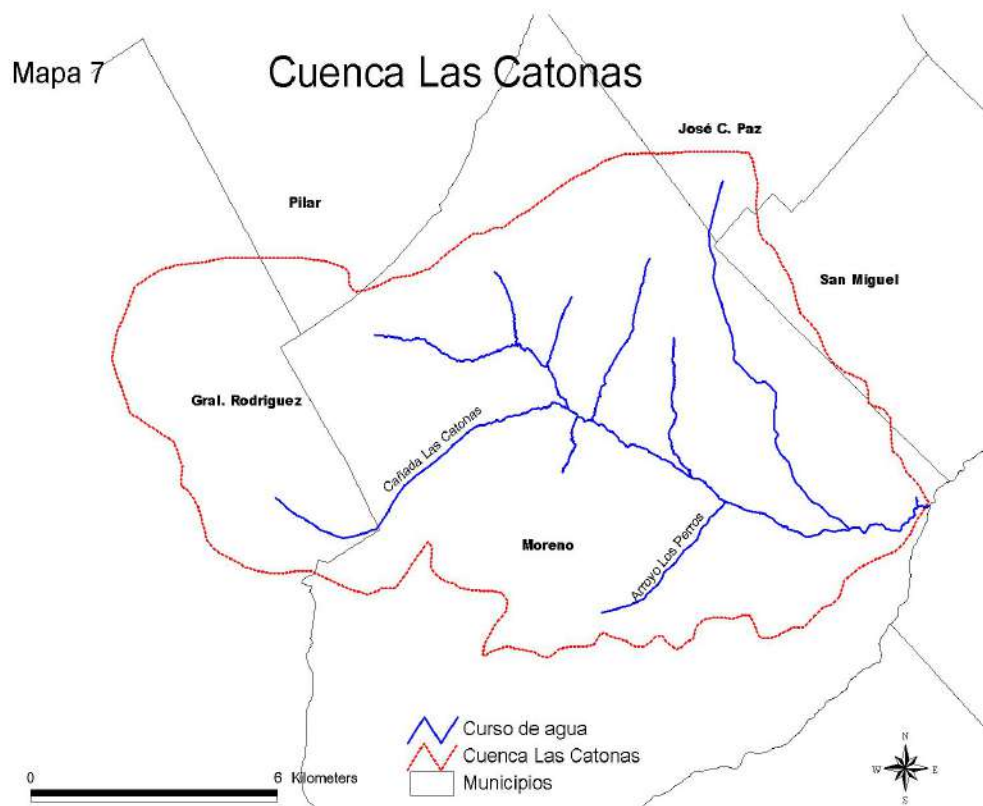 Mapa 7
Cuenca Las Catonas
José C. Paz
Pilar
San Miguel
Gral. Rodriguez
Cañada Las Catonas
Moreno
Arroyo Los Perros
Curso de agua
Cuenca Las Catonas
Municipios
0 6 Kilometers
N
W E
S